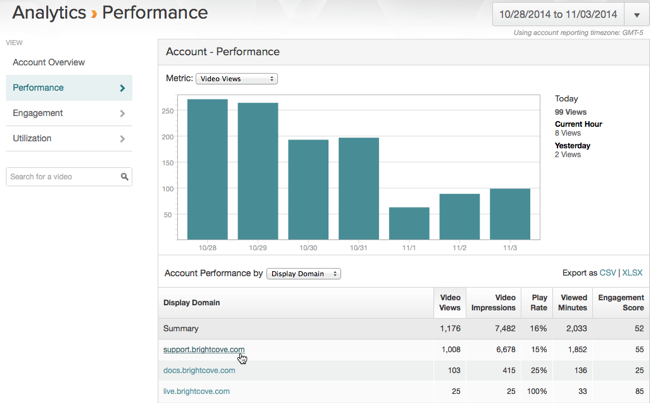 Analytics › Performance
10/28/2014 to 11/03/2014
Using account reporting timezone: GMT-5
VIEW
Account Overview
Performance
Engagement
Utilization
Search for a video
Account - Performance
Metric: Video Views
250
200
150
100
50
10/28 10/29 10/30 10/31 11/1 11/2 11/3
Today
99 Views
Current Hour
8 Views
Yesterday
2 Views
Account Performance by Display Domain
Export as CSV | XLSX
Display Domain Video Views Video Impressions Play Rate Viewed Minutes Engagement Score
Summary 1,176 7,482 16% 2,033 52
support.brightcove.com 1,008 6,678 15% 1,852 55
docs.brightcove.com 103 415 25% 136 25
live.brightcove.com 25 25 100% 33 85